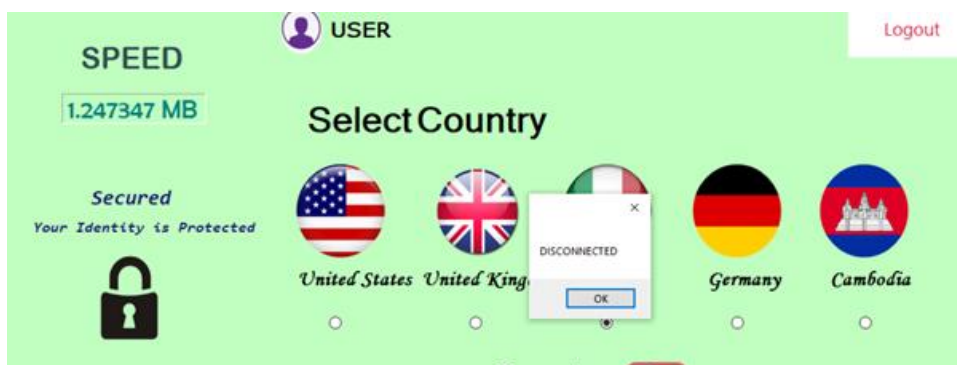 USER
Logout
SPEED
1.247347 MB
Select Country
Secured
Your Identity is Protected
DISCONNECTED
United States United Germany Cambodia
OK